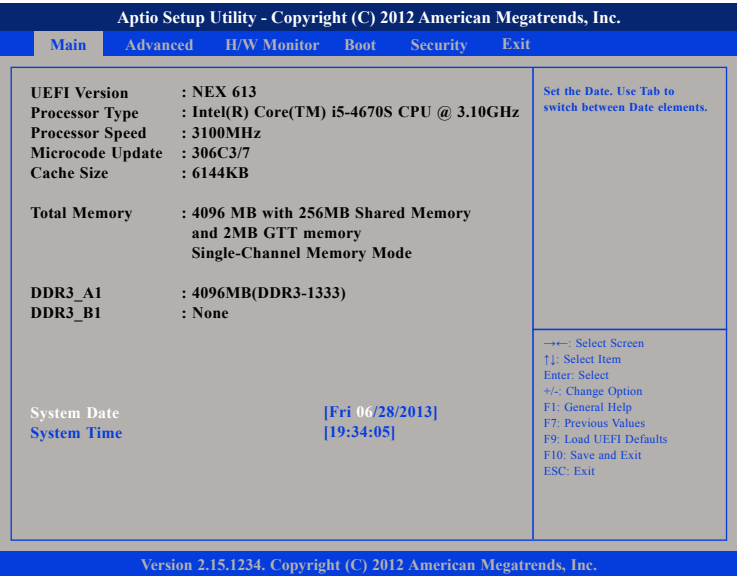 Aptio Setup Utility - Copyright (C) 2012 American Megatrends, Inc.
Main Advanced H/W Monitor Boot Security Exit
UEFI Version : NEX 613
Processor Type : Intel(R) Core(TM) i5-4670S CPU @ 3.10GHz
Processor Speed : 3100MHz
Microcode Update : 306C3/7
Cache Size : 6144KB
Total Memory : 4096 MB with 256MB Shared Memory
and 2MB GTT memory
Single-Channel Memory Mode
DDR3_A1 : 4096MB(DDR3-1333)
DDR3_B1 : None
System Date [Fri 06/28/2013]
System Time [19:34:05]
Set the Date. Use Tab to
switch between Date elements.
→←: Select Screen
↑↓: Select Item
Enter: Select
+/-: Change Option
F1: General Help
F7: Previous Values
F9: Load UEFI Defaults
F10: Save and Exit
ESC: Exit
Version 2.15.1234. Copyright (C) 2012 American Megatrends, Inc.